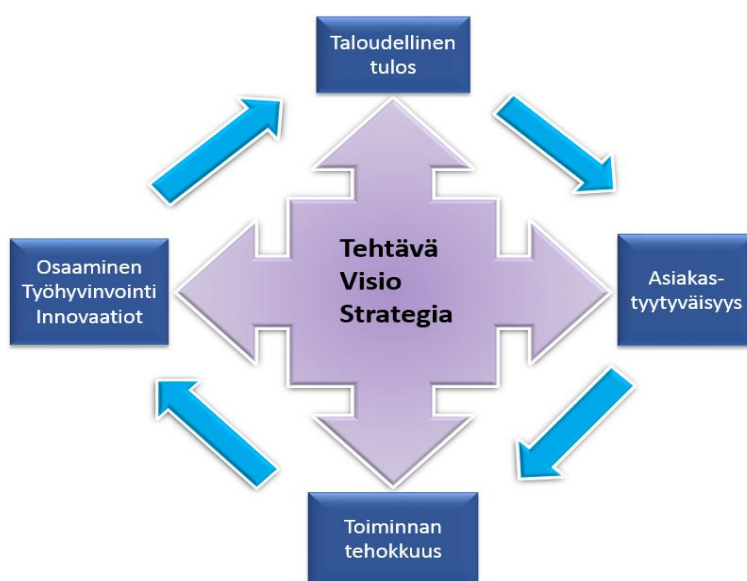 Taloudellinen
tulos
Tehtävä
Visio
Strategia
Osaaminen
Työhyvinvointi
Innovaatiot
Asiakas-
tyytyväisyys
Toiminnan
tehokkuus